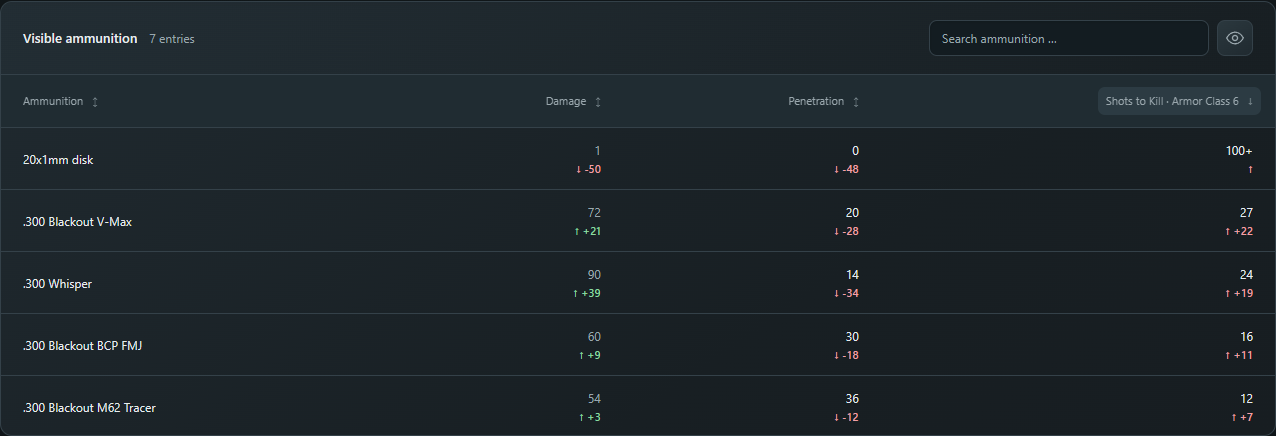 Visible ammunition 7 entries
Search ammunition ...
Ammunition ↕ Damage ↕ Penetration ↕ Shots to Kill · Armor Class 6 ↓
20x1mm disk 1 0 100+
↓ -50 ↓ -48 ↑
.300 Blackout V-Max 72 20 27
↑ +21 ↓ -28 ↑ +22
.300 Whisper 90 14 24
↑ +39 ↓ -34 ↑ +19
.300 Blackout BCP FMJ 60 30 16
↑ +9 ↓ -18 ↑ +11
.300 Blackout M62 Tracer 54 36 12
↑ +3 ↓ -12 ↑ +7